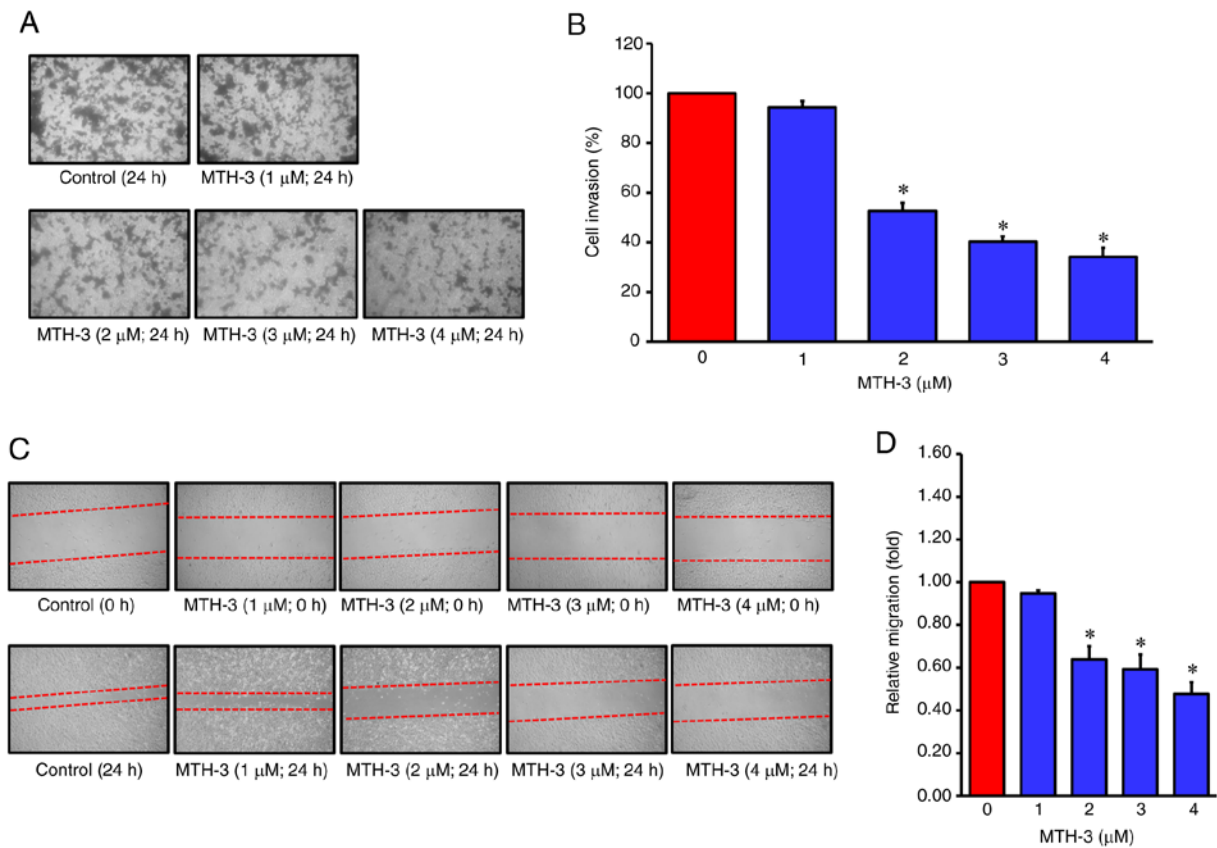 A
Control (24 h) MTH-3 (1 μM; 24 h)
MTH-3 (2 μM; 24 h) MTH-3 (3 μM; 24 h) MTH-3 (4 μM; 24 h)
B
120
100
80
60
40
20
0
Cell invasion (%)
* * *
0 1 2 3 4
MTH-3 (μM)
C
Control (0 h) MTH-3 (1 μM; 0 h) MTH-3 (2 μM; 0 h) MTH-3 (3 μM; 0 h) MTH-3 (4 μM; 0 h)
Control (24 h) MTH-3 (1 μM; 24 h) MTH-3 (2 μM; 24 h) MTH-3 (3 μM; 24 h) MTH-3 (4 μM; 24 h)
D
1.60
1.40
1.20
1.00
0.80
0.60
0.40
0.20
0.00
Relative migration (fold)
* * *
0 1 2 3 4
MTH-3 (μM)